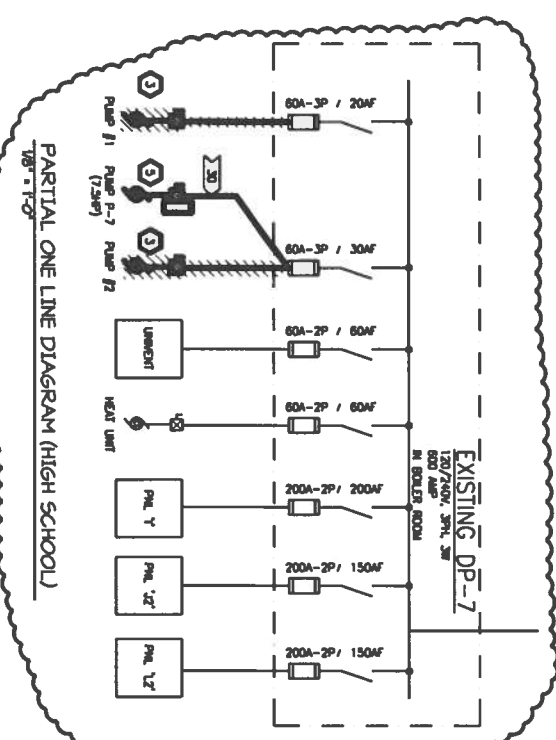 60A-3P / 20AF
60A-3P / 30AF
60A-2P / 60AF
60A-2P / 60AF
200A-2P/ 200AF
200A-2P/ 150AF
200A-2P/ 150AF
EXISTING DP-7
120/240V, 3PH, 3W
600 AMP
IN BOILER ROOM
3
PUMP #1
5
PUMP P-7
(7.5HP)
30
3
PUMP #2
UNIVENT
HEAT UNIT
PNL
PNL "J2"
PNL "L2"
PARTIAL ONE LINE DIAGRAM (HIGH SCHOOL)
1/8" = 1'-0"